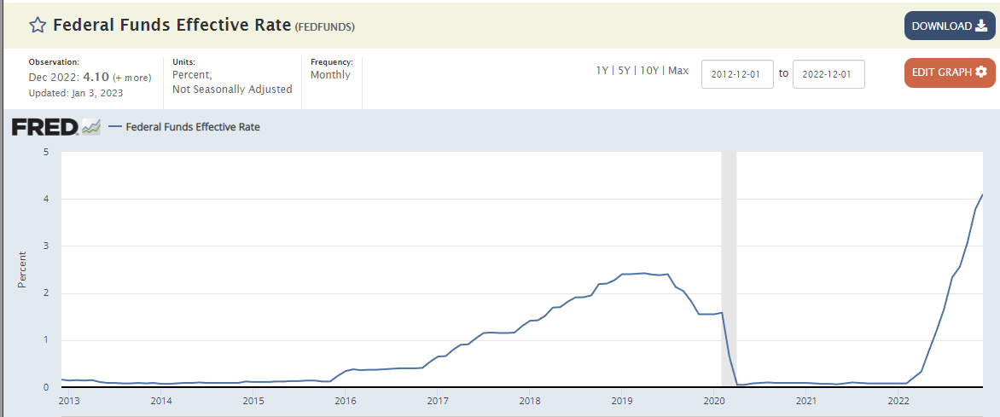 Federal Funds Effective Rate (FEDFUNDS)
DOWNLOAD
Observation:
Dec 2022: 4.10 (+ more)
Updated: Jan 3, 2023
Units:
Percent,
Not Seasonally Adjusted
Frequency:
Monthly
1Y | 5Y | 10Y | Max
2012-12-01 to 2022-12-01
EDIT GRAPH
FRED
Federal Funds Effective Rate
Percent
5
4
3
2
1
0
2013 2014 2015 2016 2017 2018 2019 2020 2021 2022